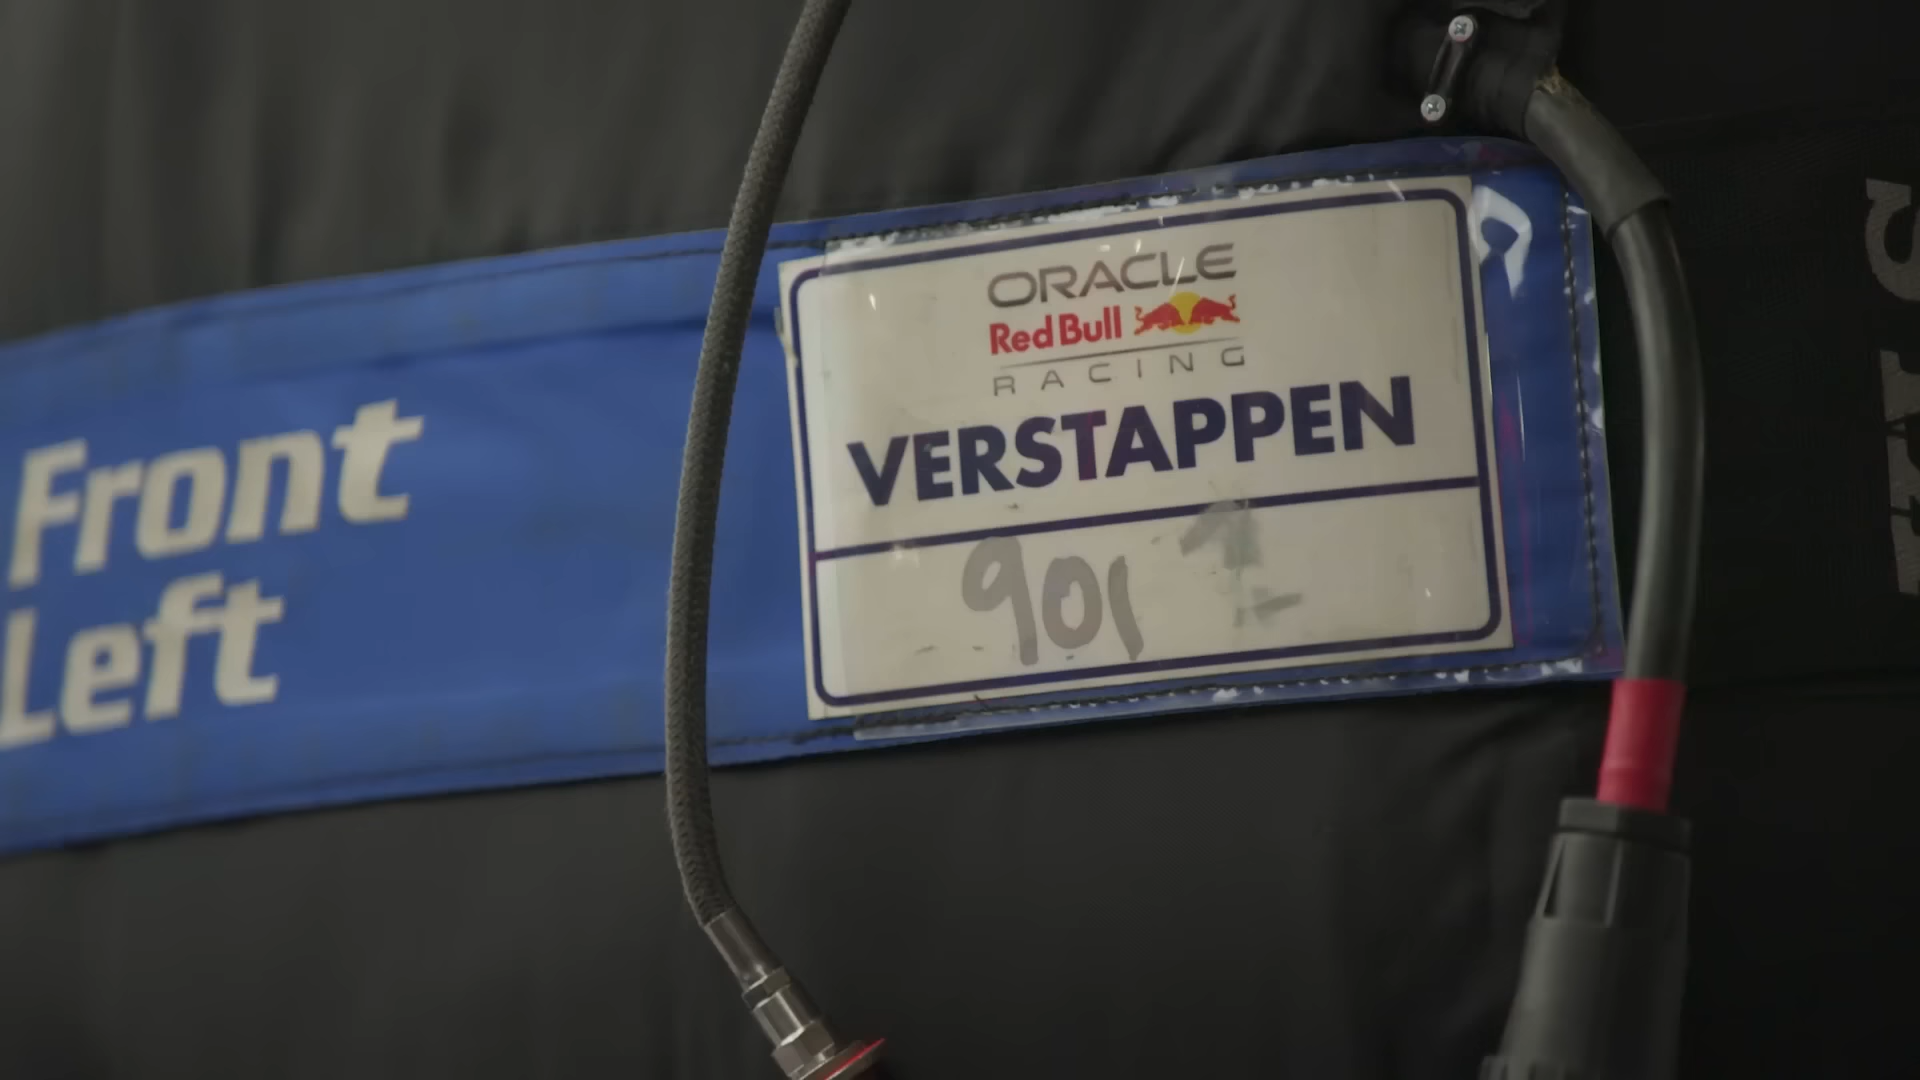 Front
Left
ORACLE
Red Bull
RACING
VERSTAPPEN
901